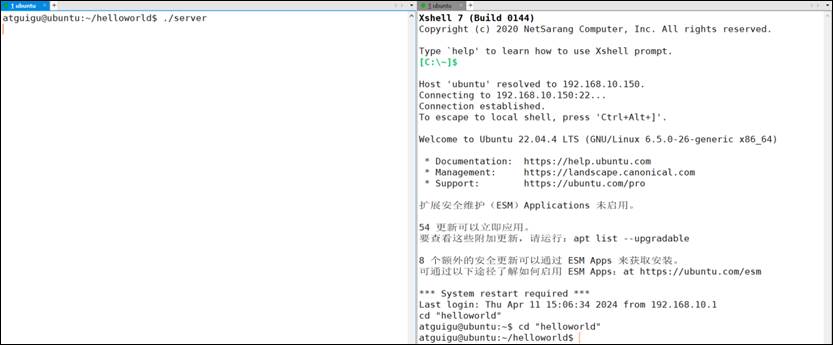 1 ubuntu
atguigu@ubuntu:~/helloworld$ ./server
1 ubuntu
Xshell 7 (Build 0144)
Copyright (c) 2020 NetSarang Computer, Inc. All rights reserved.
Type `help' to learn how to use Xshell prompt.
[C:\~]$
Host 'ubuntu' resolved to 192.168.10.150.
Connecting to 192.168.10.150:22...
Connection established.
To escape to local shell, press 'Ctrl+Alt+]'.
Welcome to Ubuntu 22.04.4 LTS (GNU/Linux 6.5.0-26-generic x86_64)
* Documentation:  https://help.ubuntu.com
* Management:     https://landscape.canonical.com
* Support:        https://ubuntu.com/pro
扩展安全维护（ESM）Applications 未启用。
54 更新可以立即应用。
要查看这些附加更新，请运行：apt list --upgradable
8 个额外的安全更新可以通过 ESM Apps 来获取安装。
可通过以下途径了解如何启用 ESM Apps：at https://ubuntu.com/esm
*** System restart required ***
Last login: Thu Apr 11 15:06:34 2024 from 192.168.10.1
cd "helloworld"
atguigu@ubuntu:~$ cd "helloworld"
atguigu@ubuntu:~/helloworld$